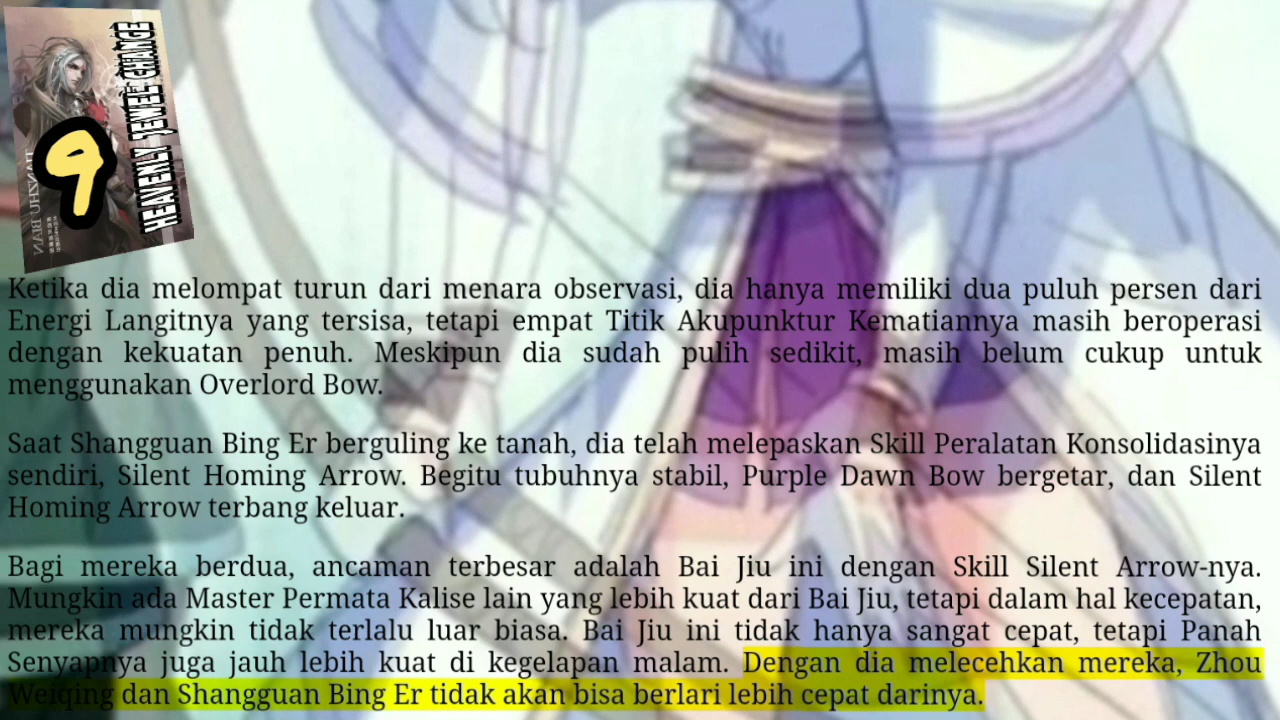 HEAVENLY JEWEL CHANGE
9
Ketika dia melompat turun dari menara observasi, dia hanya memiliki dua puluh persen dari
Energi Langitnya yang tersisa, tetapi empat Titik Akupunktur Kematiannya masih beroperasi
dengan kekuatan penuh. Meskipun dia sudah pulih sedikit, masih belum cukup untuk
menggunakan Overlord Bow.
Saat Shangguan Bing Er berguling ke tanah, dia telah melepaskan Skill Peralatan Konsolidasinya
sendiri, Silent Homing Arrow. Begitu tubuhnya stabil, Purple Dawn Bow bergetar, dan Silent
Homing Arrow terbang keluar.
Bagi mereka berdua, ancaman terbesar adalah Bai Jiu ini dengan Skill Silent Arrow-nya.
Mungkin ada Master Permata Kalise lain yang lebih kuat dari Bai Jiu, tetapi dalam hal kecepatan,
mereka mungkin tidak terlalu luar biasa. Bai Jiu ini tidak hanya sangat cepat, tetapi Panah
Senyapnya juga jauh lebih kuat di kegelapan malam. Dengan dia melecehkan mereka, Zhou
Weiqing dan Shangguan Bing Er tidak akan bisa berlari lebih cepat darinya.